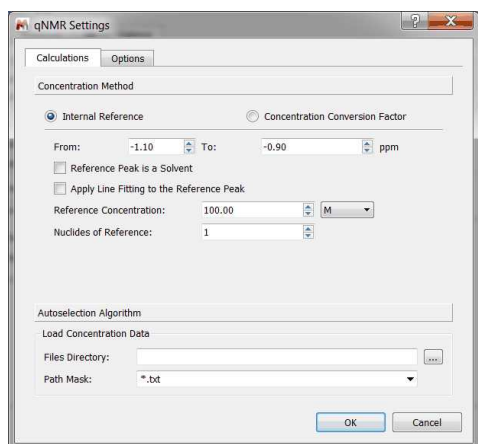 qNMR Settings
Calculations Options
Concentration Method
Internal Reference Concentration Conversion Factor
From: -1.10 To: -0.90 ppm
Reference Peak is a Solvent
Apply Line Fitting to the Reference Peak
Reference Concentration: 100.00 M
Nuclides of Reference: 1
Autoselection Algorithm
Load Concentration Data
Files Directory: ...
Path Mask: *.txt
OK Cancel